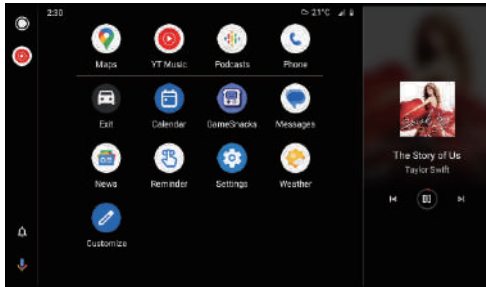 2:30
21°C
Maps
YT Music
Podcasts
Phone
Exit
Calendar
GameSnacks
Messages
News
Reminder
Settings
Weather
Customize
The Story of Us
Taylor Swift